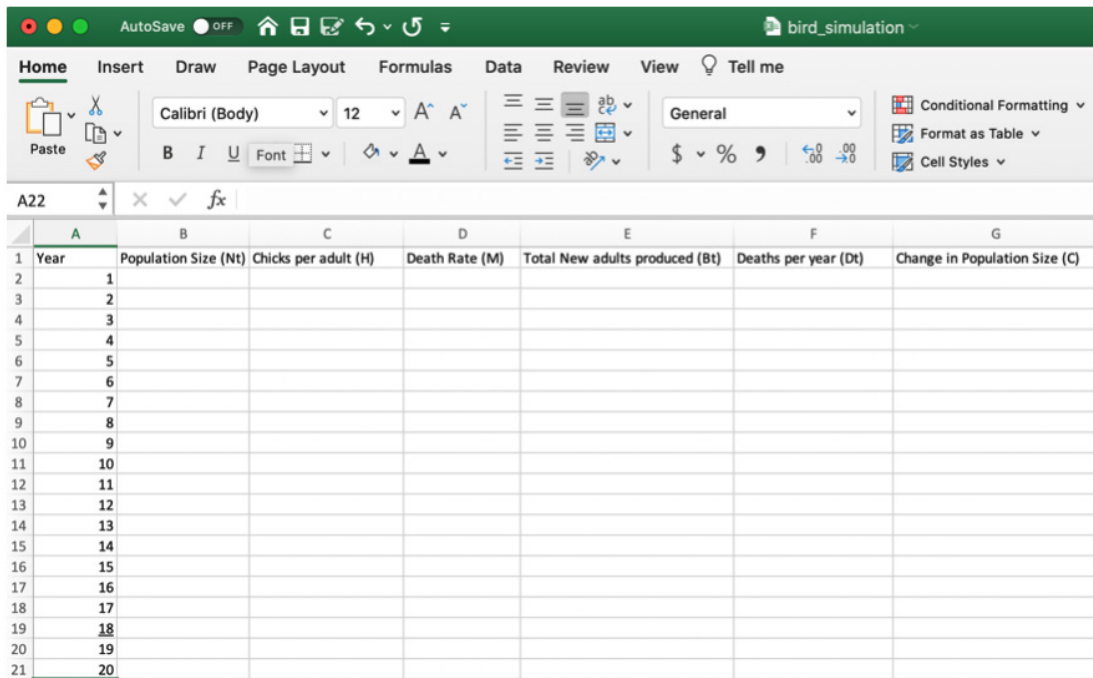 AutoSave OFF bird_simulation
Home Insert Draw Page Layout Formulas Data Review View Tell me
Paste Calibri (Body) 12 A A ab General Conditional Formatting
B I U Font A $ % Format as Table
Cell Styles
A22 fx
A B C D E F G
1 Year Population Size (Nt) Chicks per adult (H) Death Rate (M) Total New adults produced (Bt) Deaths per year (Dt) Change in Population Size (C)
2 1
3 2
4 3
5 4
6 5
7 6
8 7
9 8
10 9
11 10
12 11
13 12
14 13
15 14
16 15
17 16
18 17
19 18
20 19
21 20